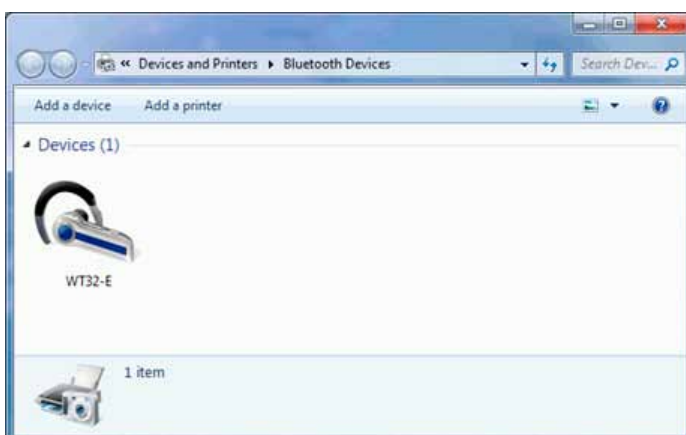 « Devices and Printers ▸ Bluetooth Devices
Search Dev...
Add a device Add a printer
Devices (1)
WT32-E
1 item